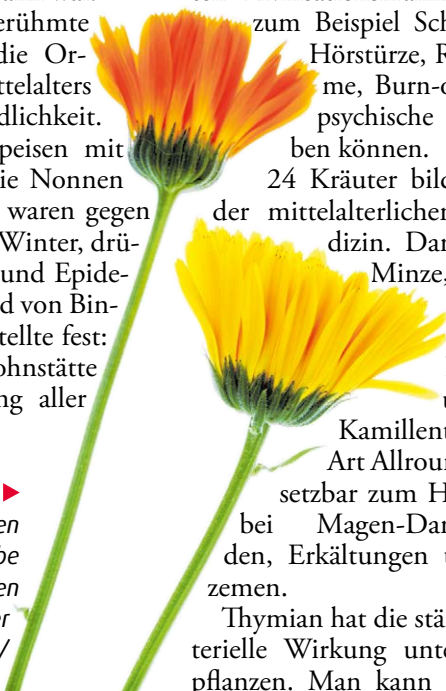 erühmte
die Or-
ttelalters
dlichkeit.
peisen mit
ie Nonnen
waren gegen
Winter, drü-
und Epide-
d von Bin-
tellte fest:
ohnstätte
ng aller
en
be
en
er
/
zum Beispiel Sch
Hörstürze, R
me, Burn-o
psychische
ben können.
24 Kräuter bild
der mittelalterlichen
dizin. Dar
Minze,
Kamillent
Art Allroun
setzbar zum H
bei Magen-Dar
den, Erkältungen
zemen.
Thymian hat die stä
terielle Wirkung unte
pflanzen. Man kann